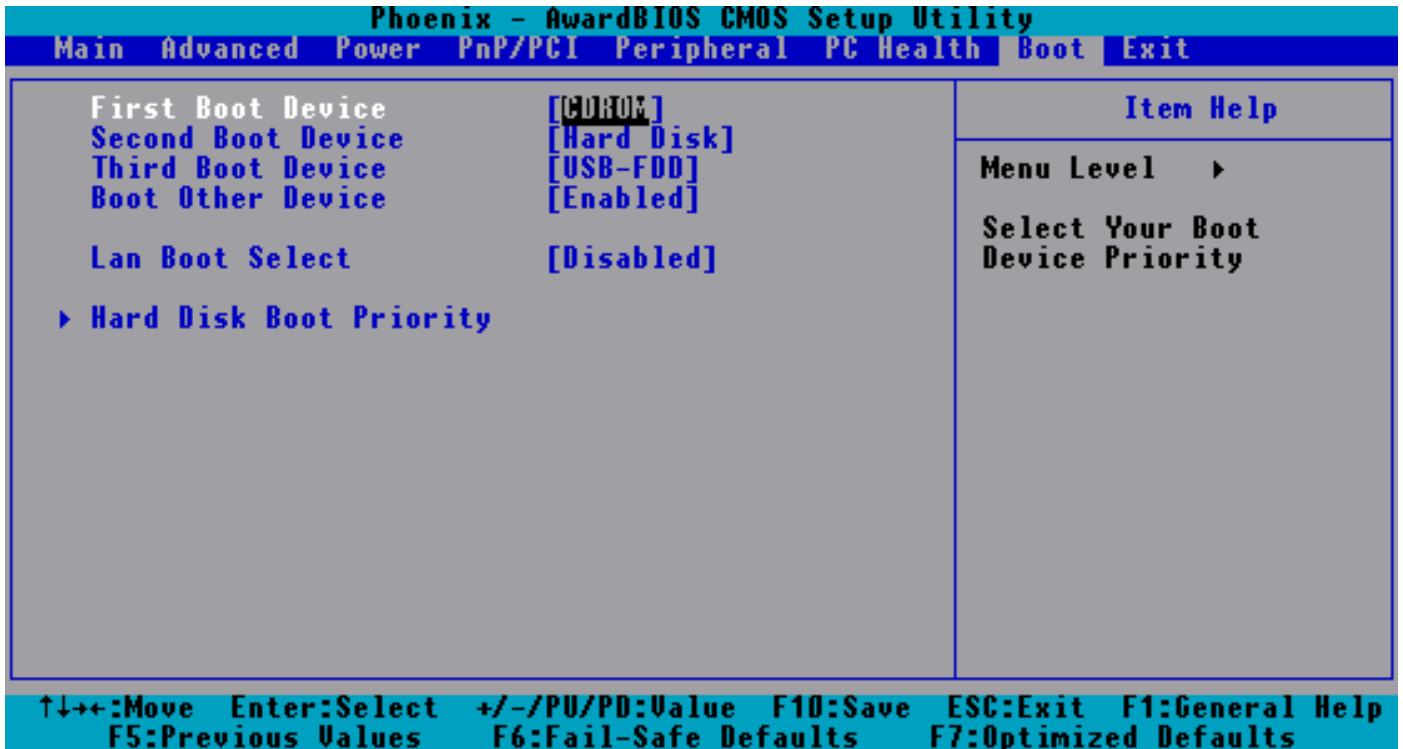 Phoenix - AwardBIOS CMOS Setup Utility
Main Advanced Power PnP/PCI Peripheral PC Health Boot Exit
First Boot Device [CDROM]
Second Boot Device [Hard Disk]
Third Boot Device [USB-FDD]
Boot Other Device [Enabled]
Lan Boot Select [Disabled]
▸ Hard Disk Boot Priority
Item Help
Menu Level ▸
Select Your Boot
Device Priority
↑↓→←:Move Enter:Select +/-/PU/PD:Value F10:Save ESC:Exit F1:General Help
F5:Previous Values F6:Fail-Safe Defaults F7:Optimized Defaults